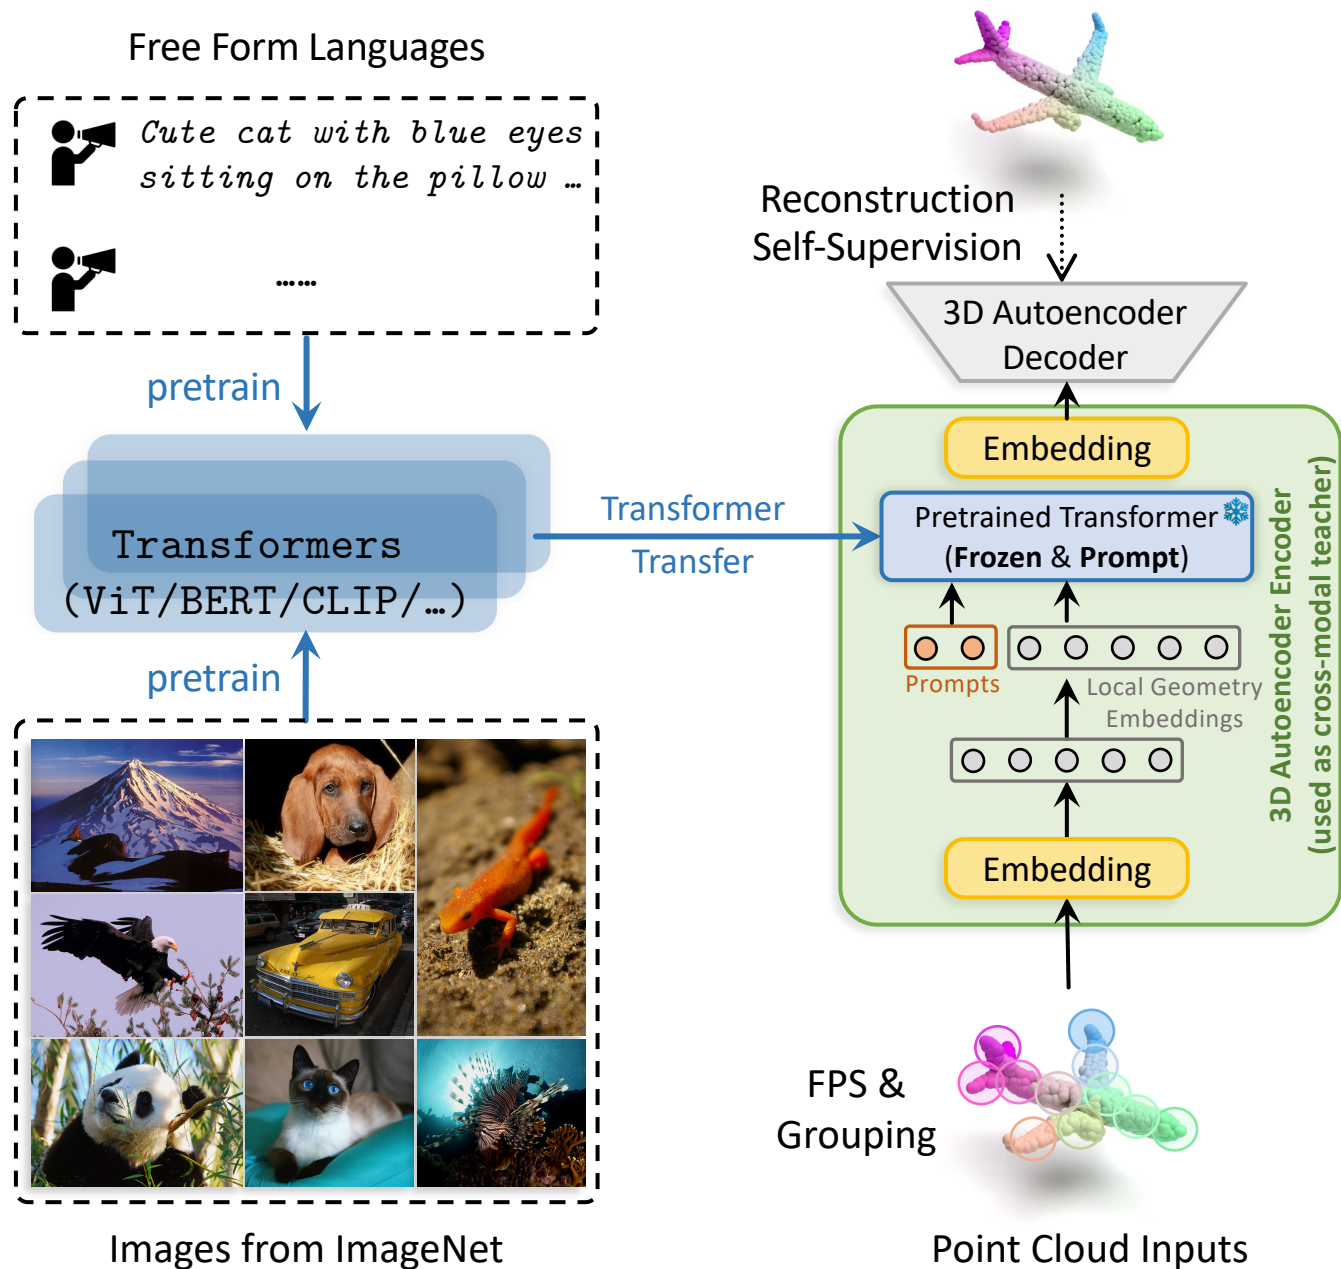 Free Form Languages
Cute cat with blue eyes
sitting on the pillow …
……
pretrain
Transformers
(ViT/BERT/CLIP/…)
pretrain
Images from ImageNet
Transformer
Transfer
Reconstruction
Self-Supervision
3D Autoencoder
Decoder
Embedding
Pretrained Transformer
(Frozen & Prompt)
Prompts
Local Geometry
Embeddings
Embedding
3D Autoencoder Encoder
(used as cross-modal teacher)
FPS &
Grouping
Point Cloud Inputs